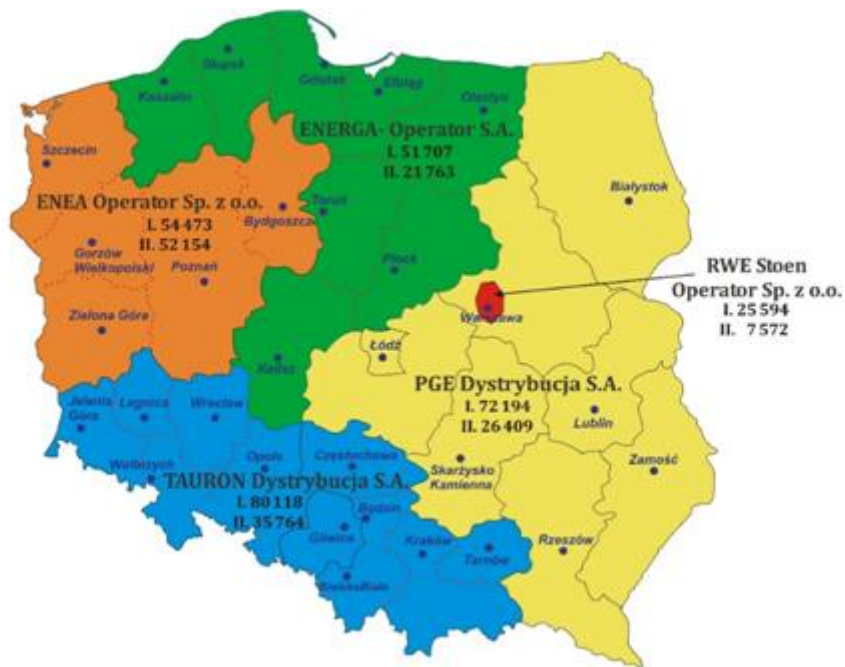 Słupsk
Koszalin
Gdańsk
Elbląg
Olsztyn
ENERGA- Operator S.A.
I. 51 707
II. 21 763
Szczecin
ENEA Operator Sp. z o.o.
I. 54 473
II. 52 154
Toruń
Bydgoszcz
Białystok
Gorzów
Wielkopolski
Poznań
Płock
RWE Stoen
Operator Sp. z o.o.
I. 25 594
II. 7 572
Warszawa
Zielona Góra
Łódź
Kalisz
PGE Dystrybucja S.A.
I. 72 194
II. 26 409
Lublin
Jelenia
Góra
Legnica
Wrocław
Zamość
Skarżysko
Kamienna
Wałbrzych
Opole
Częstochowa
TAURON Dystrybucja S.A.
I. 80 118
II. 35 764
Będzin
Gliwice
Kraków
Tarnów
Rzeszów
Bielsko-Biała